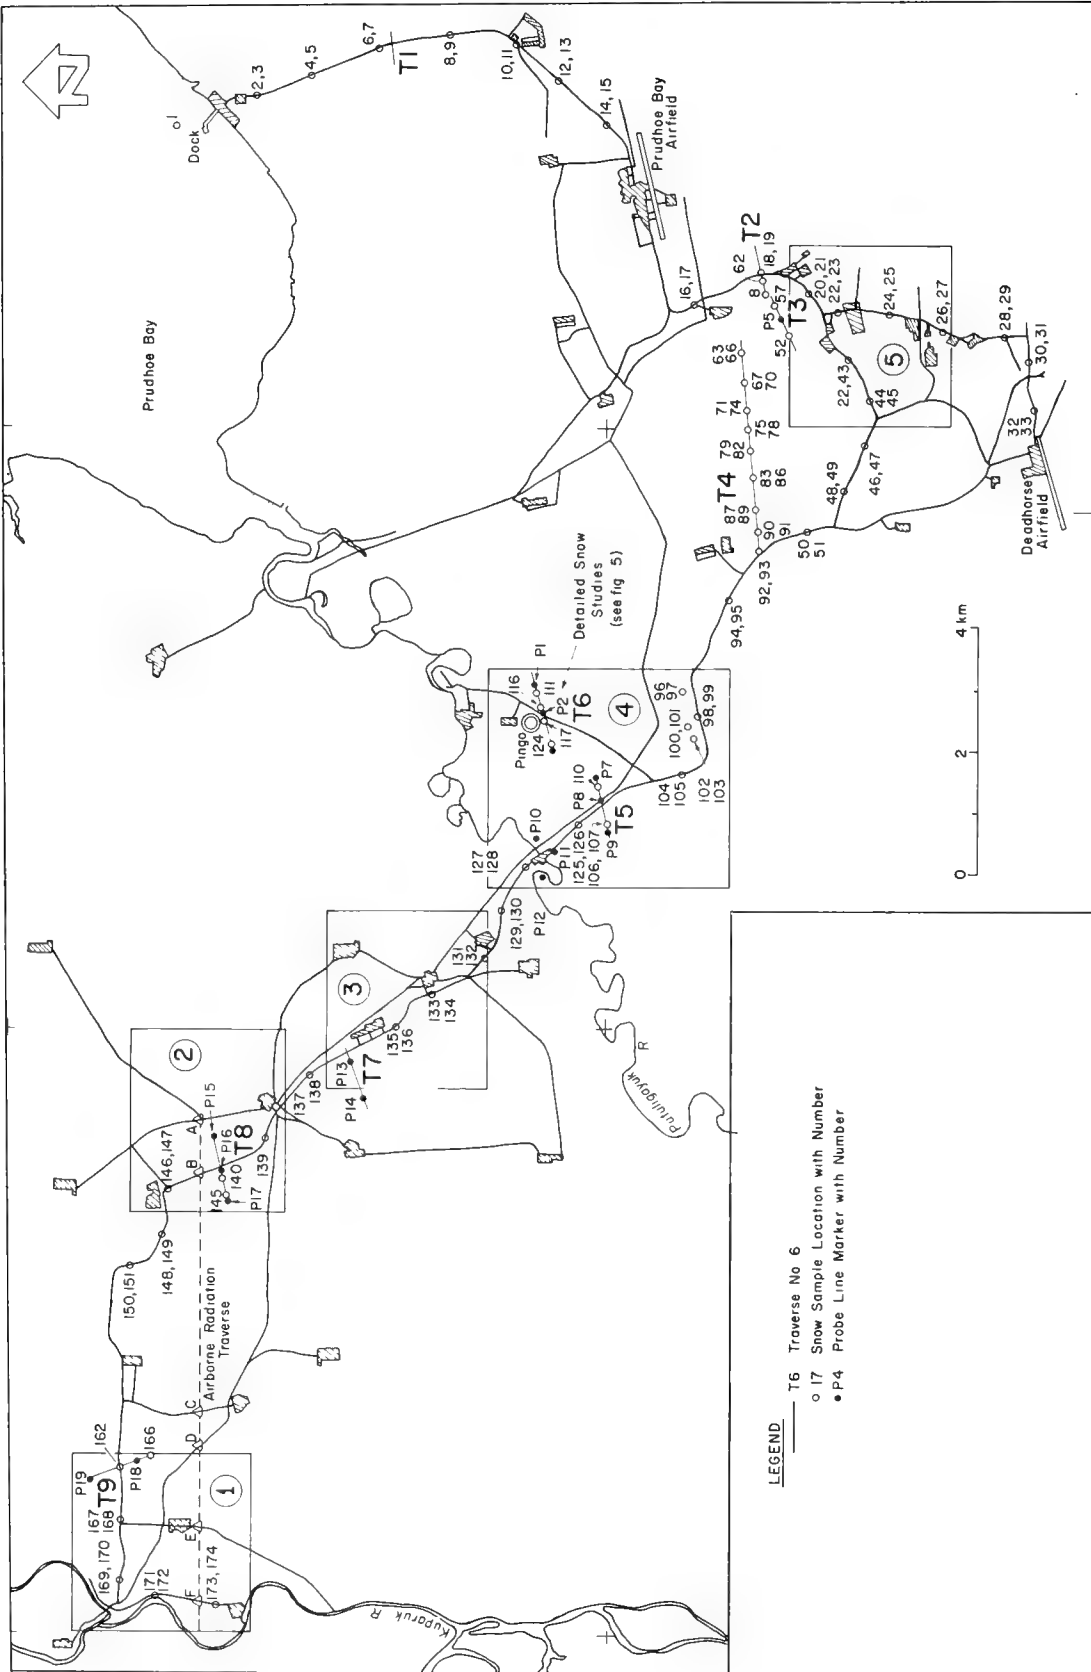 N
Prudhoe Bay
Dock
1
2,3
4,5
6,7
T1
8,9
10,11
12,13
14,15
Prudhoe Bay
Airfield
16,17
62
T2
18,19
8
57
P5
T3
52
20,21
22,23
24,25
26,27
28,29
30,31
32
33
5
22,43
44
45
46,47
48,49
50
51
Deadhorse
Airfield
63
66
67
70
71
74
75
78
79
82
T4
83
86
87
89
90
91
92,93
94,95
Detailed Snow
Studies
(see fig 5)
P1
116
111
P2
T6
Pingo
124
117
4
96
97
98,99
100,101
102
103
104
105
P7
110
P8
T5
P9
125,126
106,107
P10
P11
127
128
P12
129,130
131
132
133
134
3
135
136
P13
T7
P14
137
138
139
2
P15
A
P16
T8
B
140
145
P17
146,147
148,149
150,151
Airborne Radiation
Traverse
C
D
162
166
P18
P19
T9
167
168
1
E
169,170
171
172
F
173,174
Kuparuk R
Putuligayuk R
0 2 4 km
LEGEND
T6 Traverse No 6
17 Snow Sample Location with Number
P4 Probe Line Marker with Number